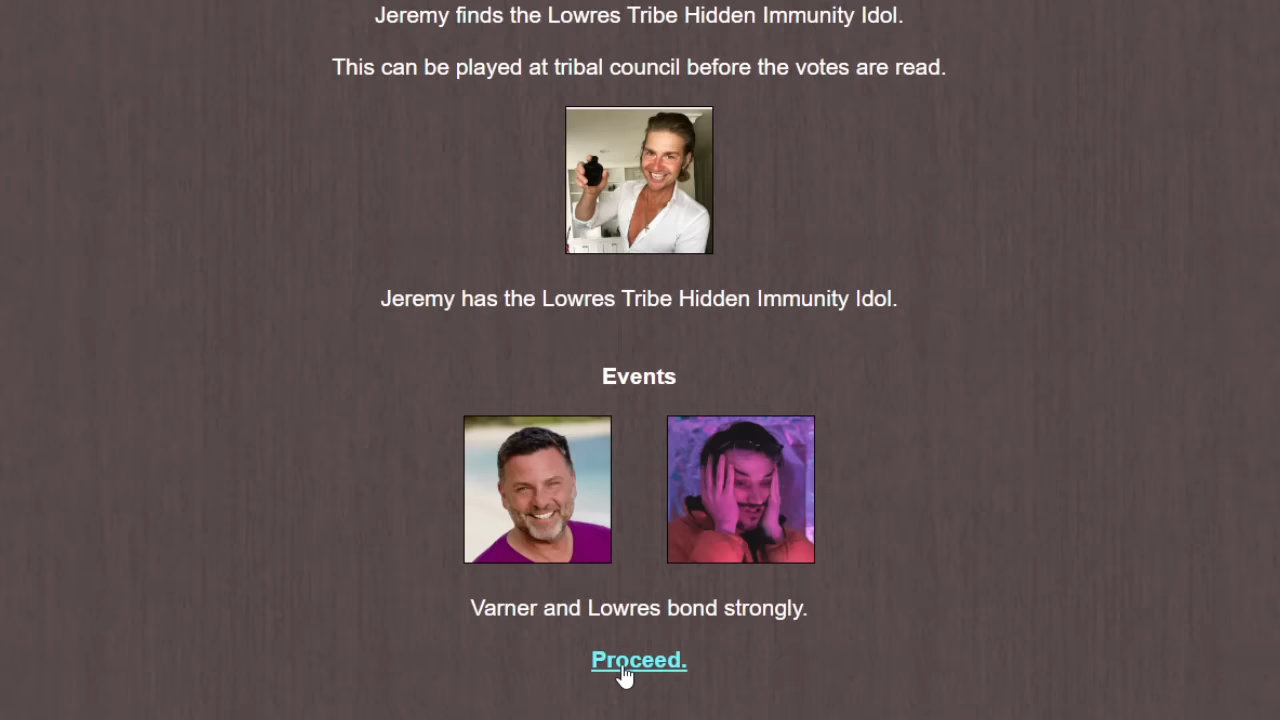 Jeremy finds the Lowres Tribe Hidden Immunity Idol.
This can be played at tribal council before the votes are read.
Jeremy has the Lowres Tribe Hidden Immunity Idol.
Events
Varner and Lowres bond strongly.
Proceed.